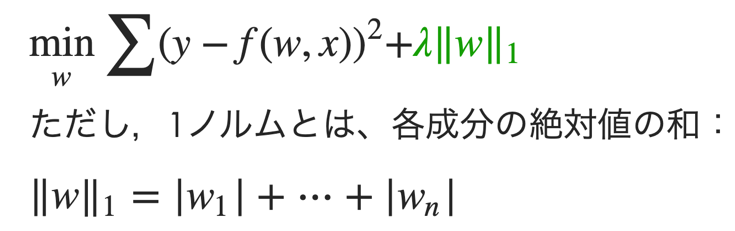 min_w ∑(y − f(w, x))²+λ‖w‖₁
ただし，1ノルムとは、各成分の絶対値の和：
‖w‖₁ = |w₁| + ⋯ + |wₙ|